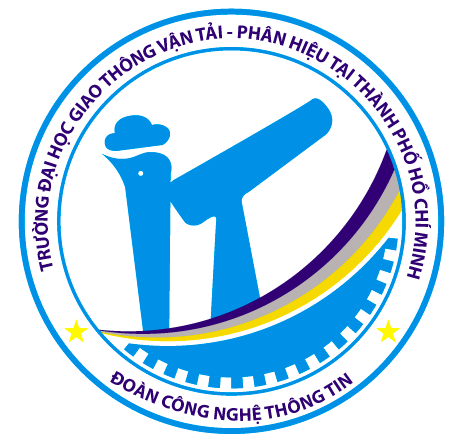 TRƯỜNG ĐẠI HỌC GIAO THÔNG VẬN TẢI - PHÂN HIỆU TẠI THÀNH PHỐ HỒ CHÍ MINH
iT
ĐOÀN CÔNG NGHỆ THÔNG TIN